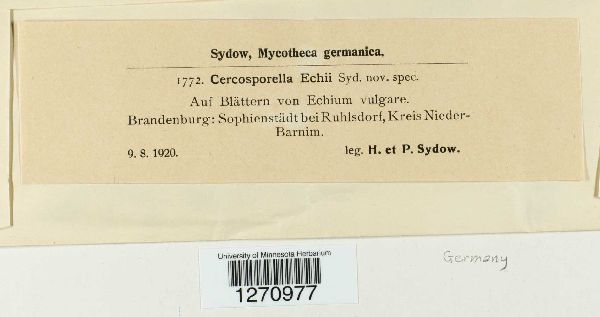 Sydow, Mycotheca germanica.
1772. Cercosporella Echii Syd. nov. spec.
Auf Blättern von Echium vulgare.
Brandenburg: Sophienstädt bei Ruhlsdorf, Kreis Nieder-
Barnim.
9. 8. 1920. leg. H. et P. Sydow.
University of Minnesota Herbarium
1270977
Germany